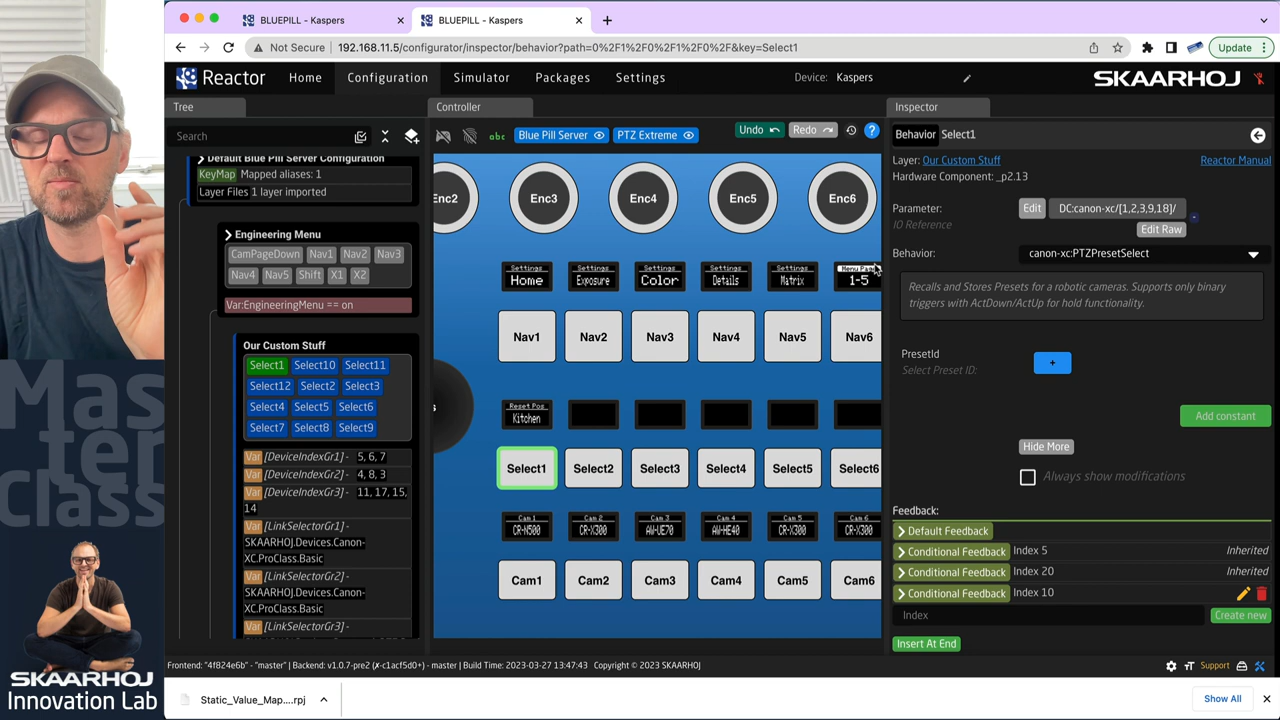 BLUEPILL - Kaspers
BLUEPILL - Kaspers
Not Secure
192.168.11.5/configurator/inspector/behavior?path=0%2F1%2F0%2F1%2F0%2F&key=Select1
Update
Reactor
Home
Configuration
Simulator
Packages
Settings
Device:
Kaspers
SKAARHOJ
Tree
Controller
Inspector
Search
abc
Blue Pill Server
PTZ Extreme
Undo
Redo
?
Default Blue Pill Server Configuration
KeyMap Mapped aliases: 1
Layer Files 1 layer imported
Engineering Menu
CamPageDown Nav1 Nav2 Nav3
Nav4 Nav5 Shift X1 X2
Var:EngineeringMenu == on
Our Custom Stuff
Select1 Select10 Select11
Select12 Select2 Select3
Select4 Select5 Select6
Select7 Select8 Select9
Var [DeviceIndexGr1] - 5, 6, 7
Var [DeviceIndexGr2] - 4, 8, 3
Var [DeviceIndexGr3] - 11, 17, 15,
14
Var [LinkSelectorGr1] -
SKAARHOJ.Devices.Canon-
XC.ProClass.Basic
Var [LinkSelectorGr2] -
SKAARHOJ.Devices.Canon-
XC.ProClass.Basic
Var [LinkSelectorGr3] -
Enc2
Enc3
Enc4
Enc5
Enc6
Settings
Home
Settings
Exposure
Settings
Color
Settings
Details
Settings
Matrix
1-5
Nav1
Nav2
Nav3
Nav4
Nav5
Nav6
s
Reset Pos
Kitchen
Select1
Select2
Select3
Select4
Select5
Select6
Cam 1
CR-N500
Cam 2
CR-X300
Cam 3
AW-UE70
Cam 4
AW-HE40
Cam 5
CR-X300
Cam 6
CR-X300
Cam1
Cam2
Cam3
Cam4
Cam5
Cam6
Behavior Select1
Layer: Our Custom Stuff
Reactor Manual
Hardware Component: _p2.13
Parameter:
IO Reference
Edit
DC:canon-xc/[1,2,3,9,18]/
Edit Raw
Behavior:
canon-xc:PTZPresetSelect
Recalls and Stores Presets for a robotic cameras. Supports only binary
triggers with ActDown/ActUp for hold functionality.
PresetId
Select Preset ID:
+
Add constant
Hide More
Always show modifications
Feedback:
Default Feedback
Conditional Feedback Index 5 Inherited
Conditional Feedback Index 20 Inherited
Conditional Feedback Index 10
Index
Create new
Insert At End
Frontend: "4f824e6b" - "master" | Backend: v1.0.7-pre2 (X-c1acf5d0+) - master | Build Time: 2023-03-27 13:47:43 Copyright © 2023 SKAARHOJ
Support
Static_Value_Map....rpj
Show All
Mas
ter
Class
SKAARHOJ
Innovation Lab